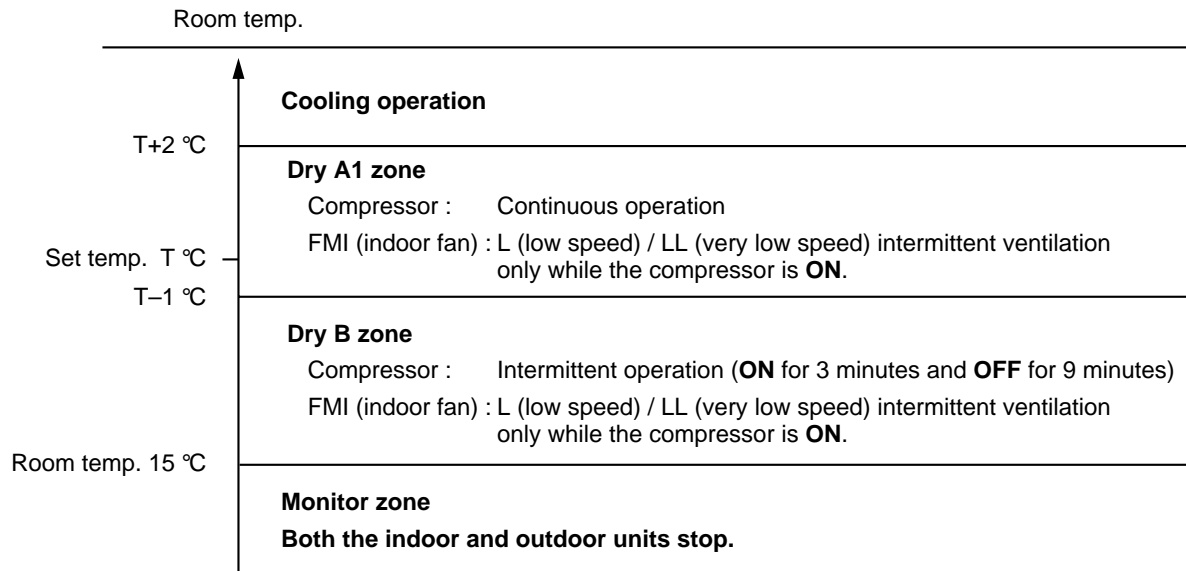 Room temp.
Cooling operation
T+2 °C
Dry A1 zone
Compressor : Continuous operation
FMI (indoor fan) : L (low speed) / LL (very low speed) intermittent ventilation
only while the compressor is ON.
Set temp. T °C
T–1 °C
Dry B zone
Compressor : Intermittent operation (ON for 3 minutes and OFF for 9 minutes)
FMI (indoor fan) : L (low speed) / LL (very low speed) intermittent ventilation
only while the compressor is ON.
Room temp. 15 °C
Monitor zone
Both the indoor and outdoor units stop.